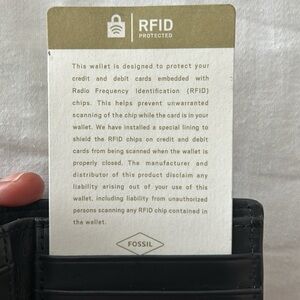 RFID
PROTECTED
This wallet is designed to protect your
credit and debit cards embedded with
Radio Frequency Identification (RFID)
chips. This helps prevent unwarranted
scanning of the chip while the card is in your
wallet. We have installed a special lining to
shield the RFID chips on credit and debit
cards from being scanned when the wallet is
properly closed. The manufacturer and
distributor of this product disclaim any
liability arising out of your use of this
wallet, including liability from unauthorized
persons scanning any RFID chip contained in
the wallet.
FOSSIL